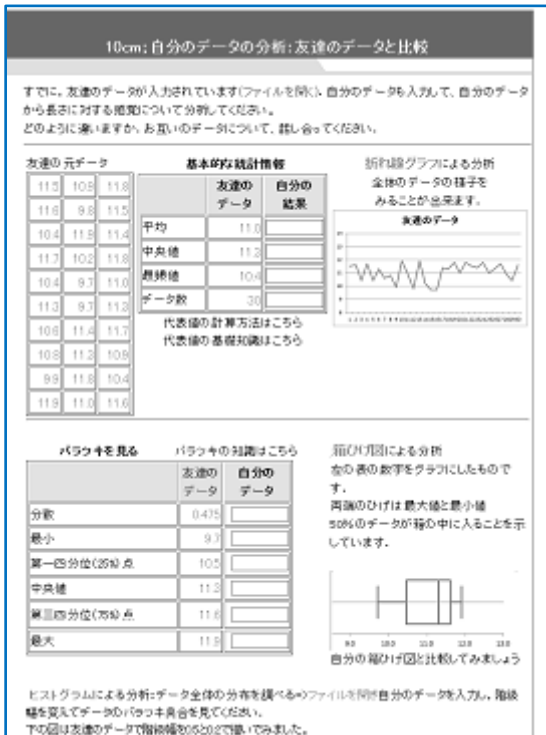 10cm；自分のデータの分析：友達のデータと比較
すでに，友達のデータが入力されています（ファイルを開く）．自分のデータも入力して，自分のデータ
から長さに対する感覚について分析してください．
どのように違いますか，お互いのデータについて，話し合ってください．
友達の 元データ
11.5 10.9 11.8
11.6 9.8 11.5
10.4 11.9 11.4
11.7 10.2 11.8
10.4 9.7 11.0
11.3 9.7 11.3
10.6 11.4 11.7
10.8 11.3 10.9
9.9 11.8 10.4
11.9 11.0 11.6
基本的な統計情報
友達の
データ
自分の
結果
平均 11.0
中央値 11.3
最頻値 10.4
データ数 30
代表値の計算方法はこちら
代表値の基礎知識はこちら
折れ線グラフによる分析
全体のデータの様子を
みることが出来ます．
友達のデータ
バラツキを見る
バラツキの知識はこちら
友達の
データ
自分の
データ
分散 0.475
最小 9.7
第一四分位(25%)点 10.5
中央値 11.3
第三四分位(75%)点 11.6
最大 11.9
箱ひげ図による分析
左の表の数字をグラフにしたもので
す．
両端のひげは最大値と最小値
50%のデータが箱の中に入ることを示
しています．
9.0 10.0 11.0 12.0 13.0
自分の箱ひげ図と比較してみましょう
ヒストグラムによる分析：データ全体の分布を調べる⇒ファイルを開き自分のデータを入力し，階級
幅を変えてデータのバラツキ具合を見てください．
下の図は友達のデータで階級幅を0.5と0.2で描いてみました．